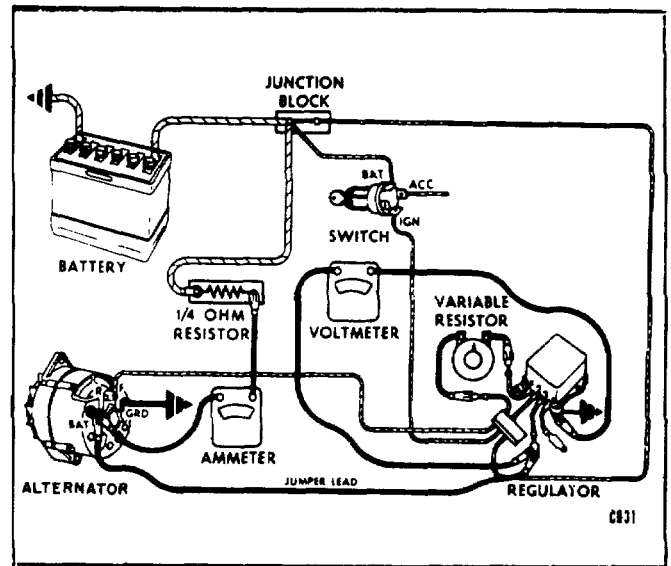 JUNCTION
BLOCK
BAT
ACC
IGN
SWITCH
BATTERY
1/4 OHM
RESISTOR
VOLTMETER
VARIABLE
RESISTOR
R
F
GRD
BAT
ALTERNATOR
AMMETER
JUMPER LEAD
REGULATOR